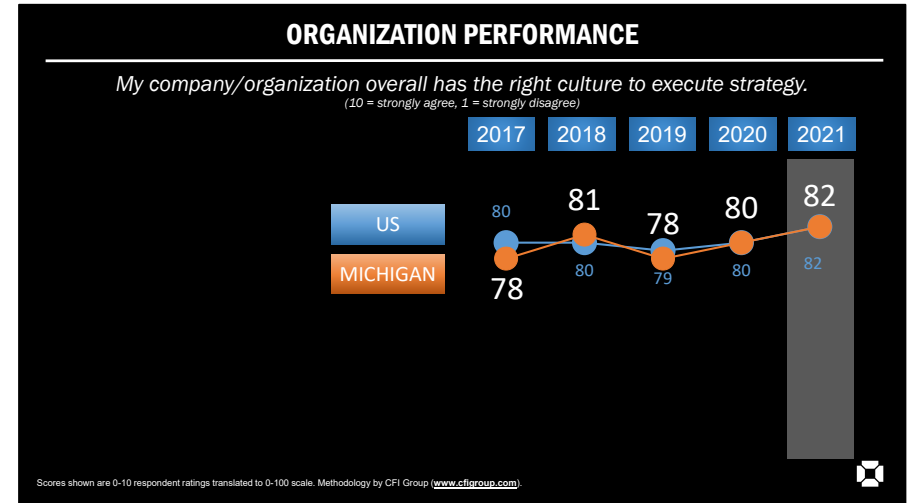 ORGANIZATION PERFORMANCE
My company/organization overall has the right culture to execute strategy.
(10 = strongly agree, 1 = strongly disagree)
2017 2018 2019 2020 2021
US
MICHIGAN
80 81 78 80 82
78 80 79 80 82
Scores shown are 0-10 respondent ratings translated to 0-100 scale. Methodology by CFI Group (www.cfigroup.com).